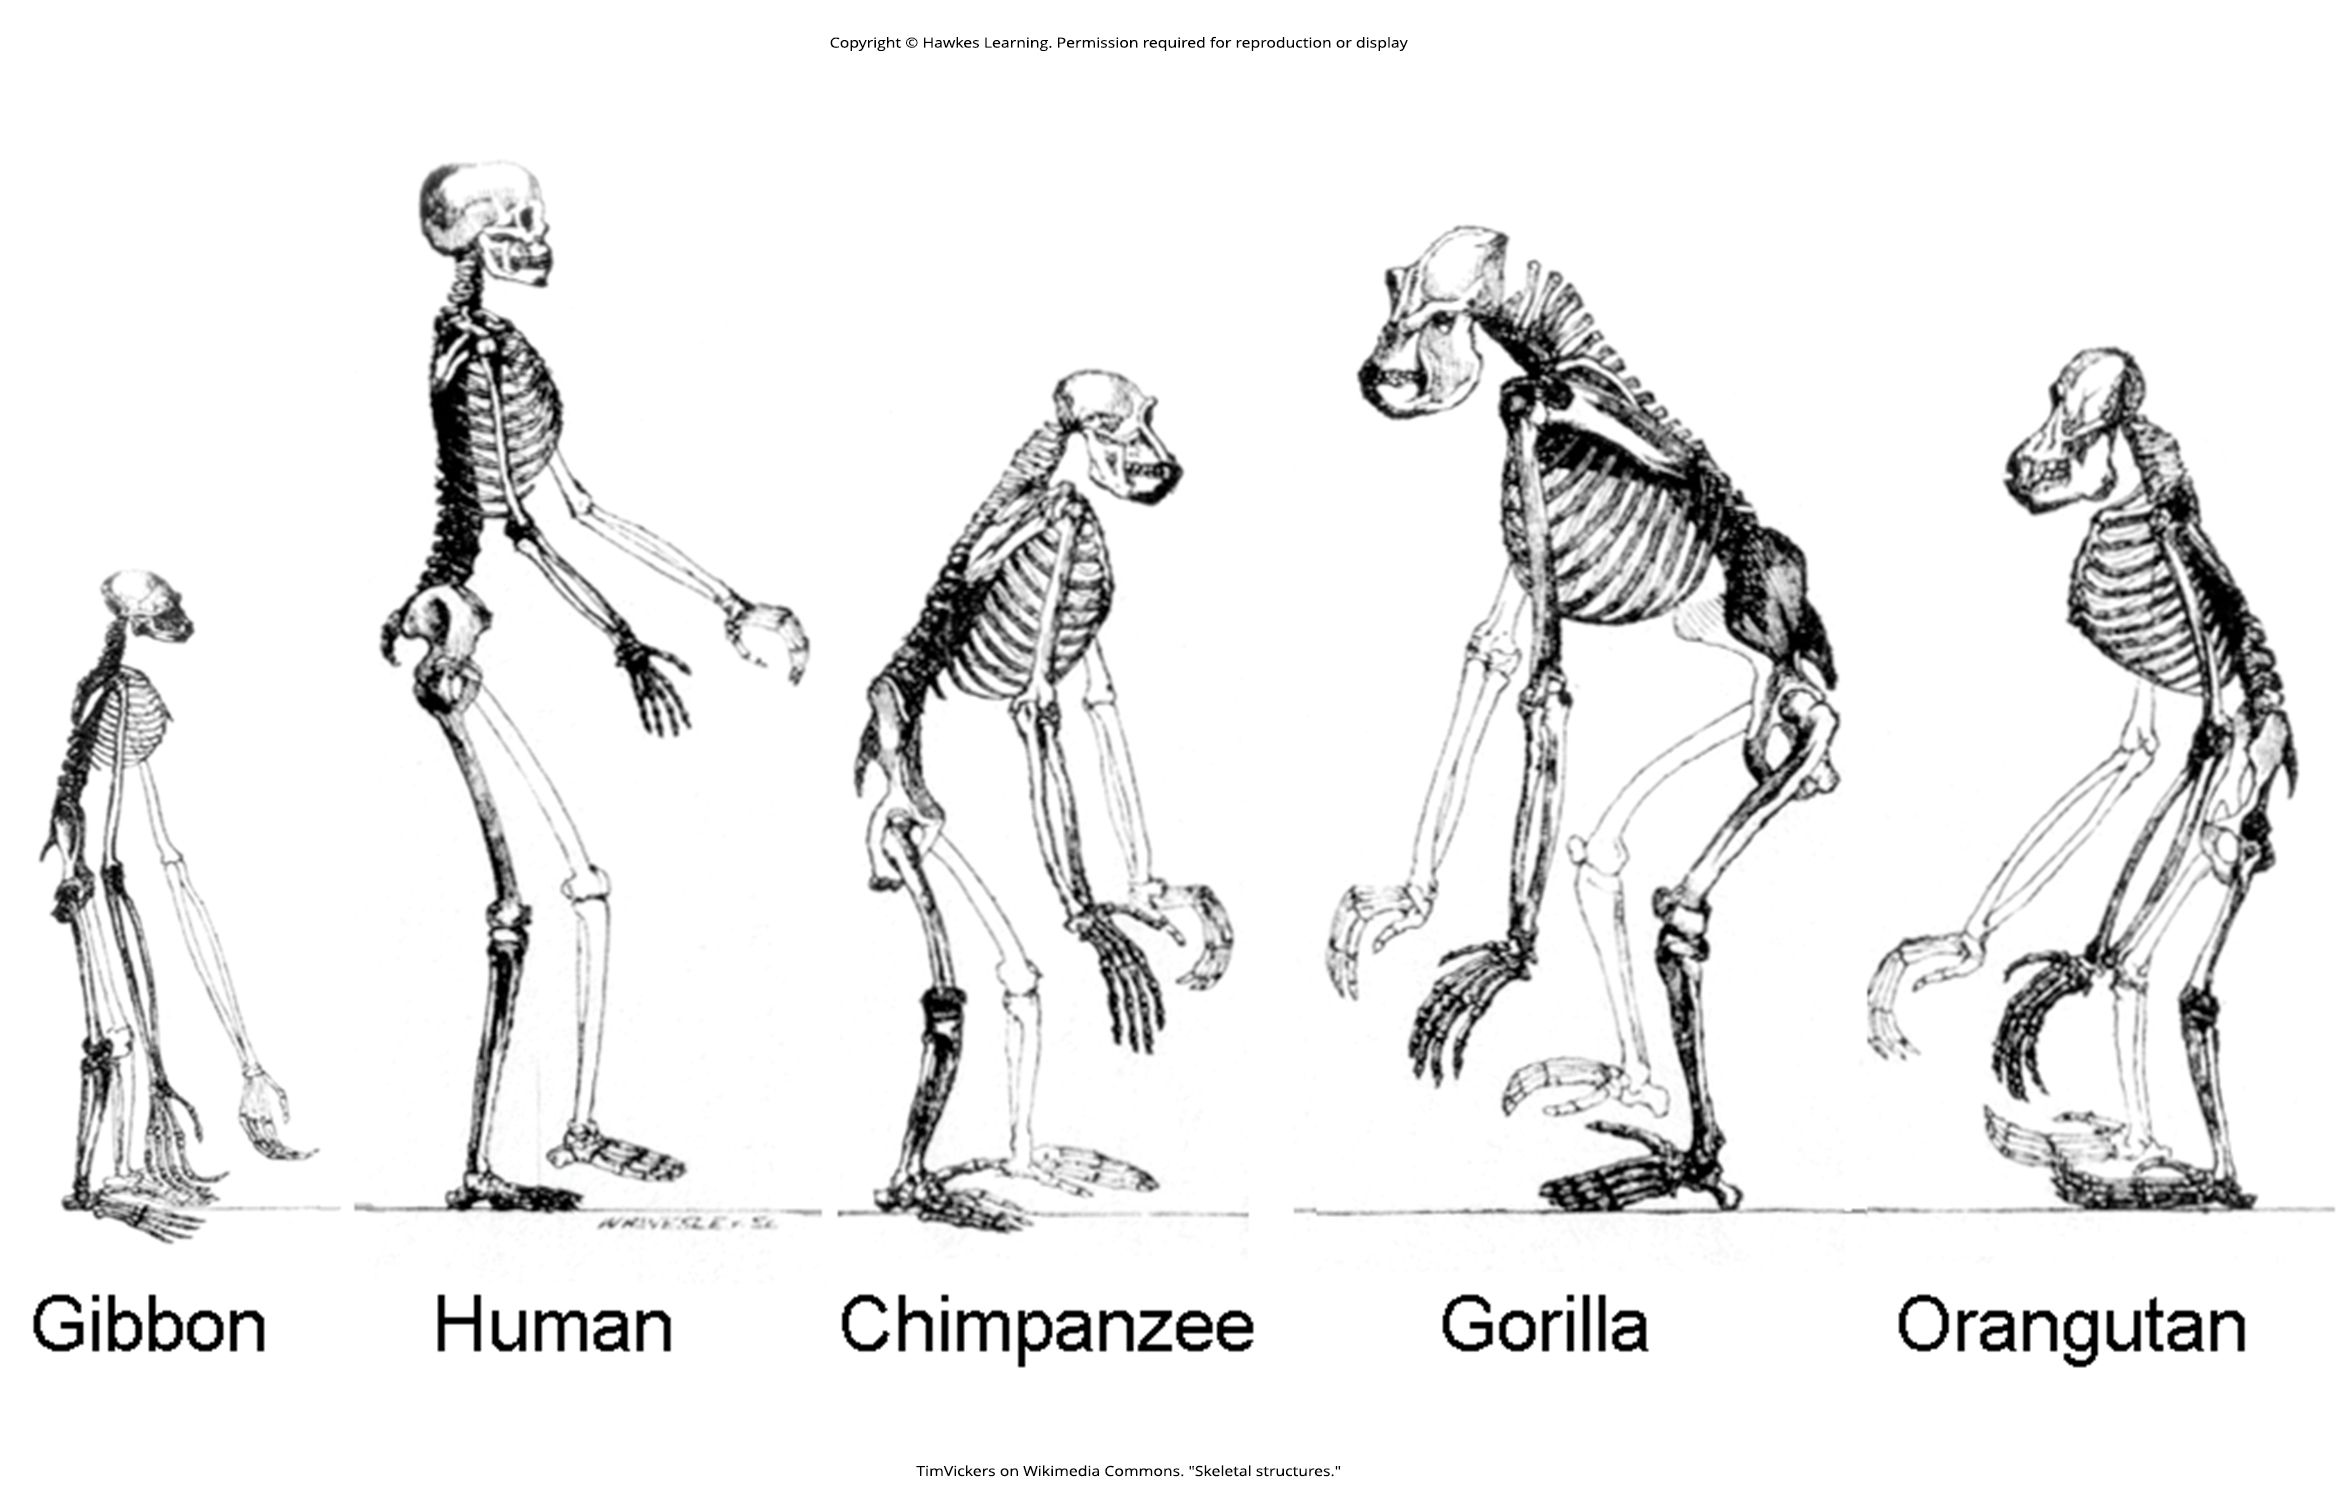 Copyright © Hawkes Learning. Permission required for reproduction or display
Gibbon Human Chimpanzee Gorilla Orangutan
TimVickers on Wikimedia Commons. "Skeletal structures."